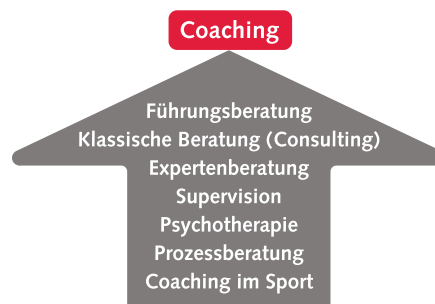 Coaching
Führungsberatung
Klassische Beratung (Consulting)
Expertenberatung
Supervision
Psychotherapie
Prozessberatung
Coaching im Sport